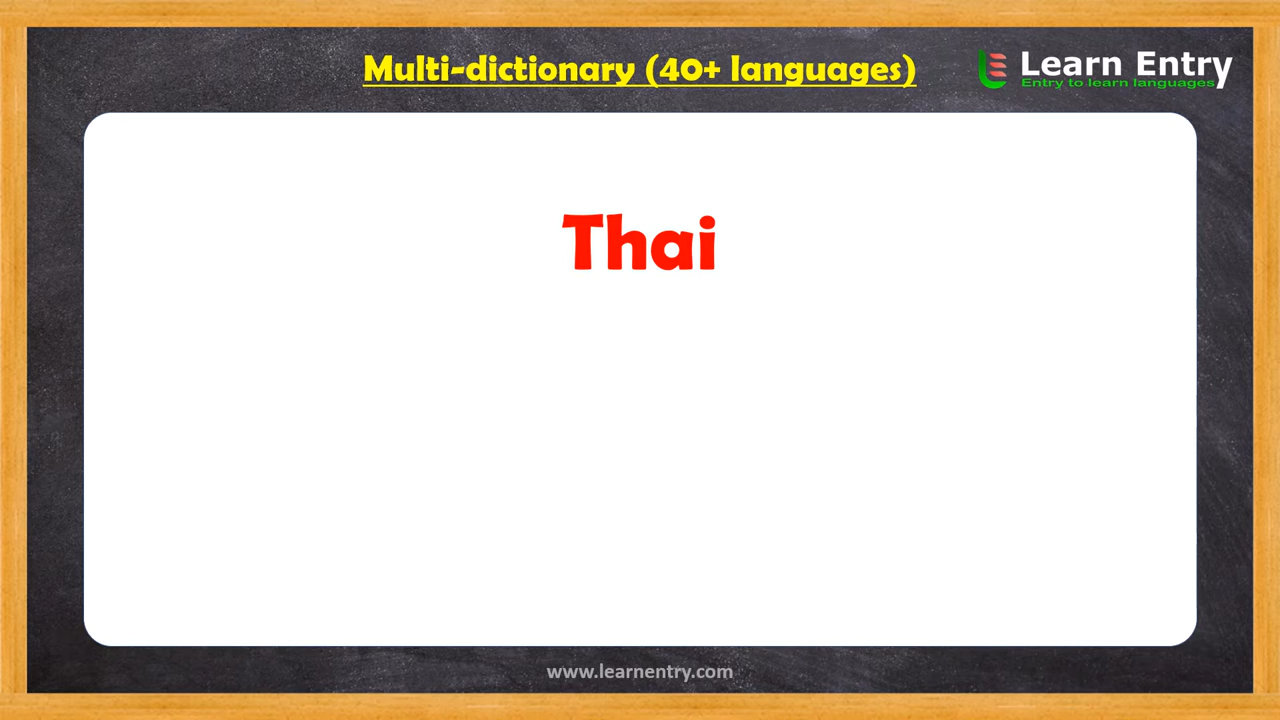 Multi-dictionary (40+ languages)
Learn Entry
Entry to learn languages
Thai
www.learnentry.com